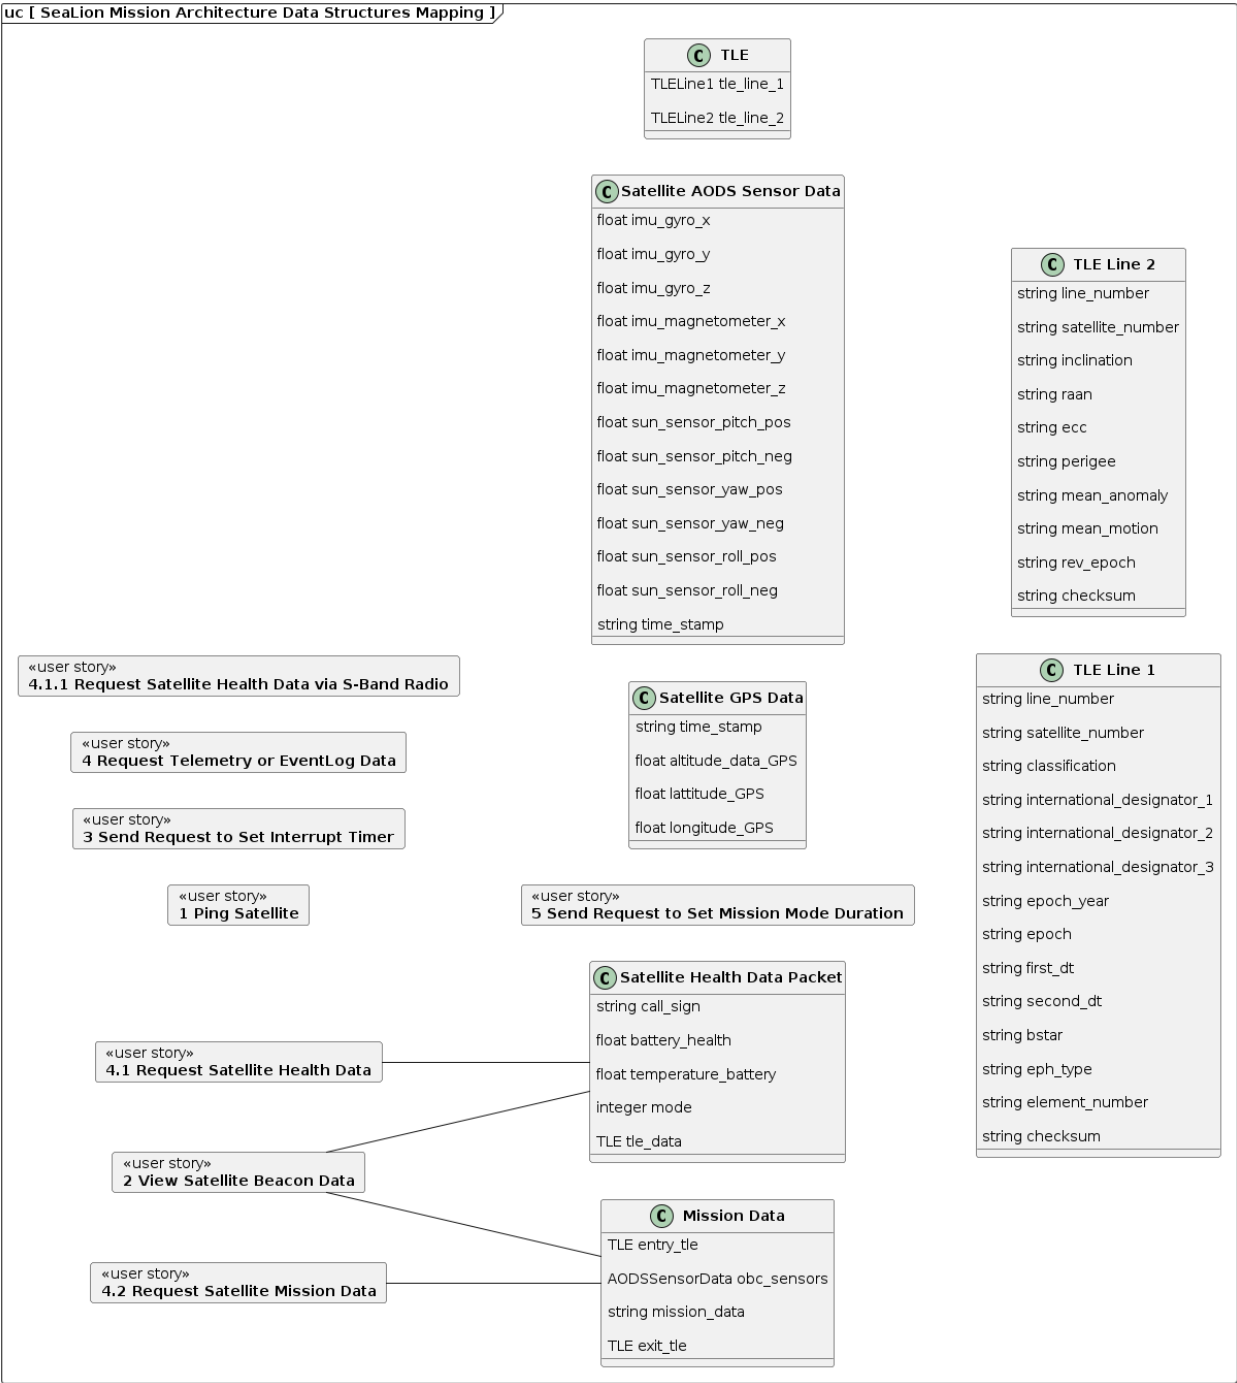 uc [ SeaLion Mission Architecture Data Structures Mapping ]
C TLE
TLELine1 tle_line_1
TLELine2 tle_line_2
C Satellite AODS Sensor Data
float imu_gyro_x
float imu_gyro_y
float imu_gyro_z
float imu_magnetometer_x
float imu_magnetometer_y
float imu_magnetometer_z
float sun_sensor_pitch_pos
float sun_sensor_pitch_neg
float sun_sensor_yaw_pos
float sun_sensor_yaw_neg
float sun_sensor_roll_pos
float sun_sensor_roll_neg
string time_stamp
C TLE Line 2
string line_number
string satellite_number
string inclination
string raan
string ecc
string perigee
string mean_anomaly
string mean_motion
string rev_epoch
string checksum
«user story»
4.1.1 Request Satellite Health Data via S-Band Radio
«user story»
4 Request Telemetry or EventLog Data
«user story»
3 Send Request to Set Interrupt Timer
«user story»
1 Ping Satellite
C Satellite GPS Data
string time_stamp
float altitude_data_GPS
float lattitude_GPS
float longitude_GPS
«user story»
5 Send Request to Set Mission Mode Duration
C TLE Line 1
string line_number
string satellite_number
string classification
string international_designator_1
string international_designator_2
string international_designator_3
string epoch_year
string epoch
string first_dt
string second_dt
string bstar
string eph_type
string element_number
string checksum
C Satellite Health Data Packet
string call_sign
float battery_health
float temperature_battery
integer mode
TLE tle_data
«user story»
4.1 Request Satellite Health Data
«user story»
2 View Satellite Beacon Data
«user story»
4.2 Request Satellite Mission Data
C Mission Data
TLE entry_tle
AODSSensorData obc_sensors
string mission_data
TLE exit_tle